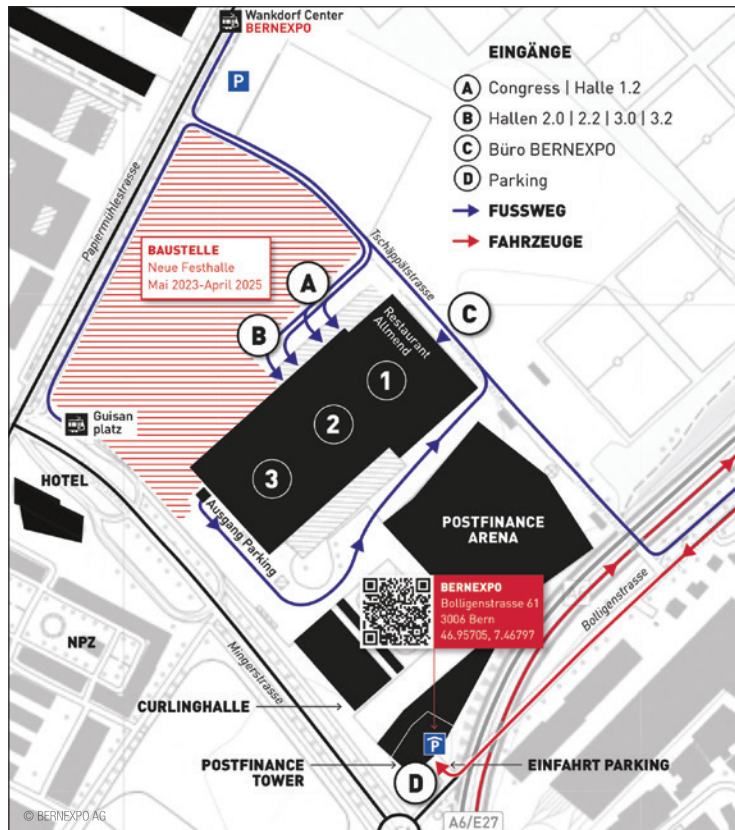 Wankdorf Center
BERNEXPO
P
EINGÄNGE
A Congress | Halle 1.2
B Hallen 2.0 | 2.2 | 3.0 | 3.2
C Büro BERNEXPO
D Parking
FUSSWEG
FAHRZEUGE
Papiermühlestrasse
BAUSTELLE
Neue Festhalle
Mai 2023-April 2025
Tschäppätstrasse
A
B
C
Restaurant
Allmend
1
2
3
Guisan
platz
HOTEL
Ausgang Parking
POSTFINANCE
ARENA
BERNEXPO
Bolligenstrasse 61
3006 Bern
46.95705, 7.46797
Bolligenstrasse
NPZ
Mingerstrasse
CURLINGHALLE
P
POSTFINANCE
TOWER
D
EINFAHRT PARKING
© BERNEXPO AG
A6/E27